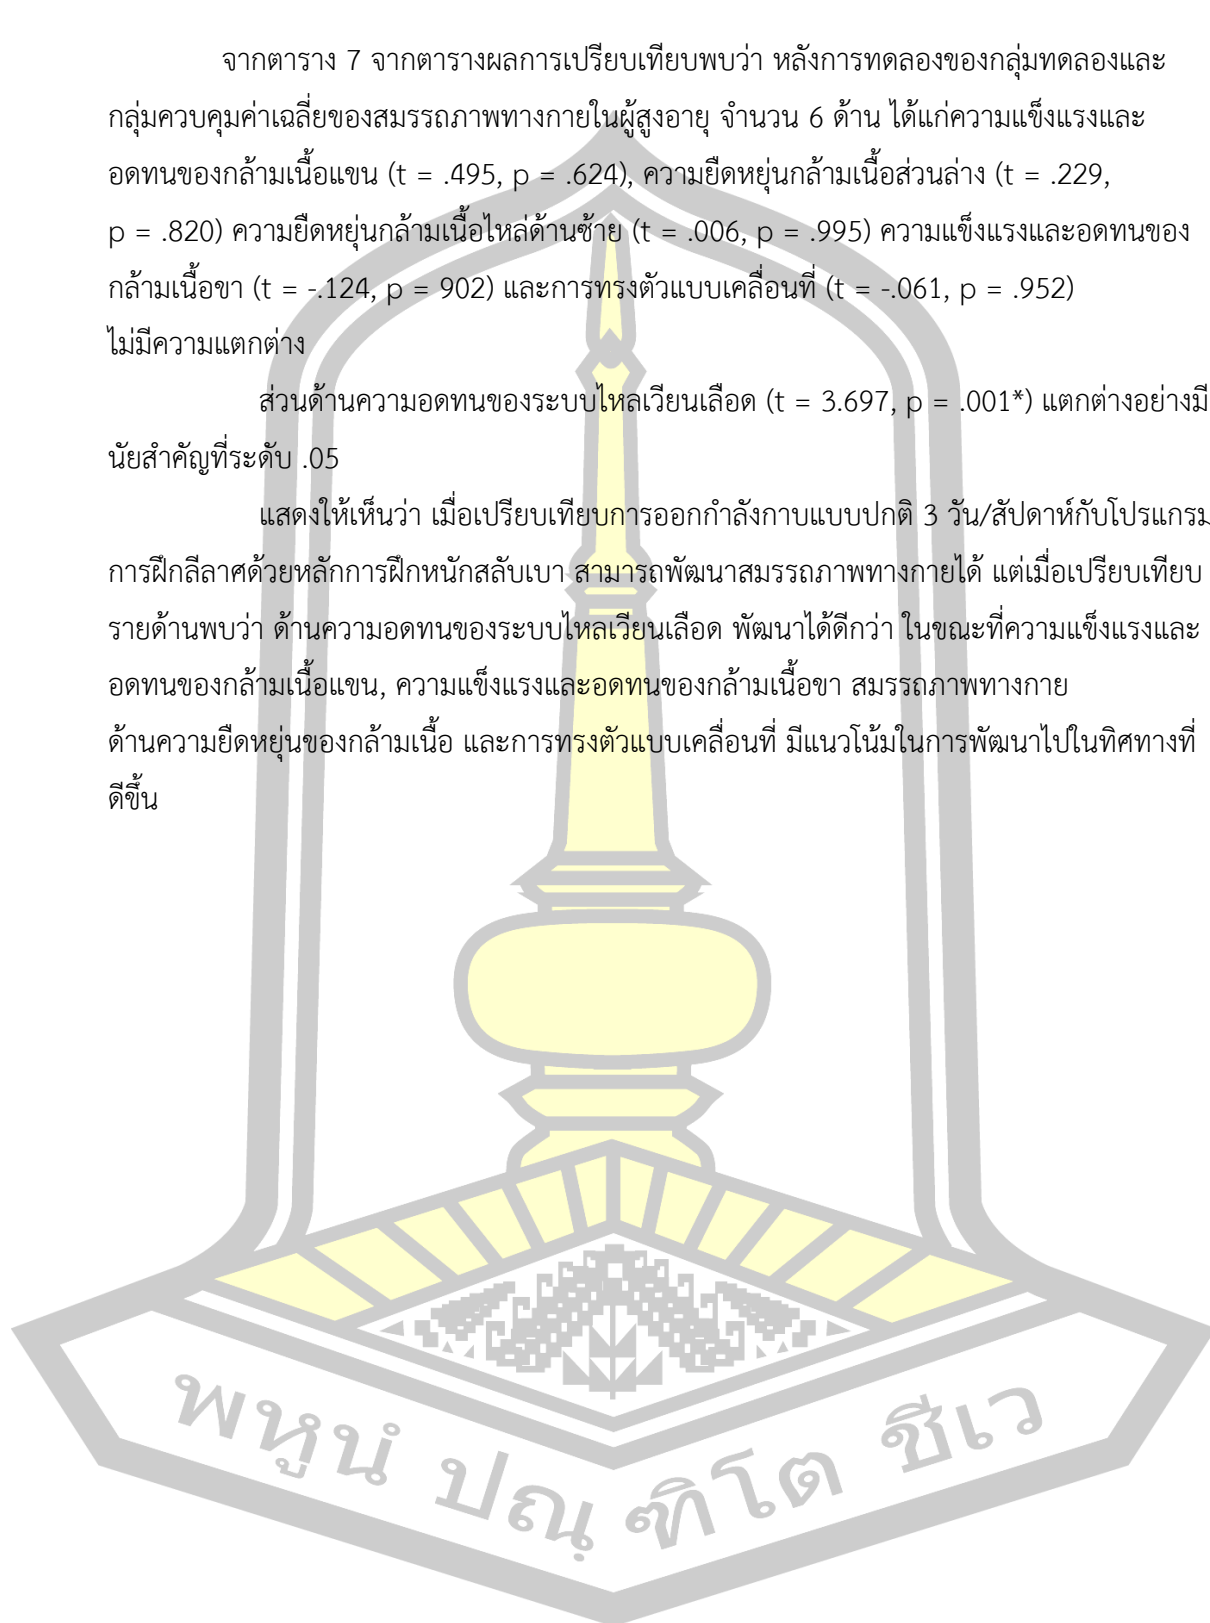 จากตาราง 7 จากตารางผลการเปรียบเทียบพบว่า หลังการทดลองของกลุ่มทดลองและ
กลุ่มควบคุมค่าเฉลี่ยของสมรรถภาพทางกายในผู้สูงอายุ จำนวน 6 ด้าน ได้แก่ความแข็งแรงและ
อดทนของกล้ามเนื้อแขน (t = .495, p = .624), ความยืดหยุ่นกล้ามเนื้อส่วนล่าง (t = .229,
p = .820) ความยืดหยุ่นกล้ามเนื้อไหล่ด้านซ้าย (t = .006, p = .995) ความแข็งแรงและอดทนของ
กล้ามเนื้อขา (t = -.124, p = 902) และการทรงตัวแบบเคลื่อนที่ (t = -.061, p = .952)
ไม่มีความแตกต่าง
ส่วนด้านความอดทนของระบบไหลเวียนเลือด (t = 3.697, p = .001*) แตกต่างอย่างมี
นัยสำคัญที่ระดับ .05
แสดงให้เห็นว่า เมื่อเปรียบเทียบการออกกำลังกาบแบบปกติ 3 วัน/สัปดาห์กับโปรแกรม
การฝึกลีลาศด้วยหลักการฝึกหนักสลับเบา สามารถพัฒนาสมรรถภาพทางกายได้ แต่เมื่อเปรียบเทียบ
รายด้านพบว่า ด้านความอดทนของระบบไหลเวียนเลือด พัฒนาได้ดีกว่า ในขณะที่ความแข็งแรงและ
อดทนของกล้ามเนื้อแขน, ความแข็งแรงและอดทนของกล้ามเนื้อขา สมรรถภาพทางกาย
ด้านความยืดหยุ่นของกล้ามเนื้อ และการทรงตัวแบบเคลื่อนที่ มีแนวโน้มในการพัฒนาไปในทิศทางที่
ดีขึ้น
พหูนํ ปณฺ ฑิโต ชีเว